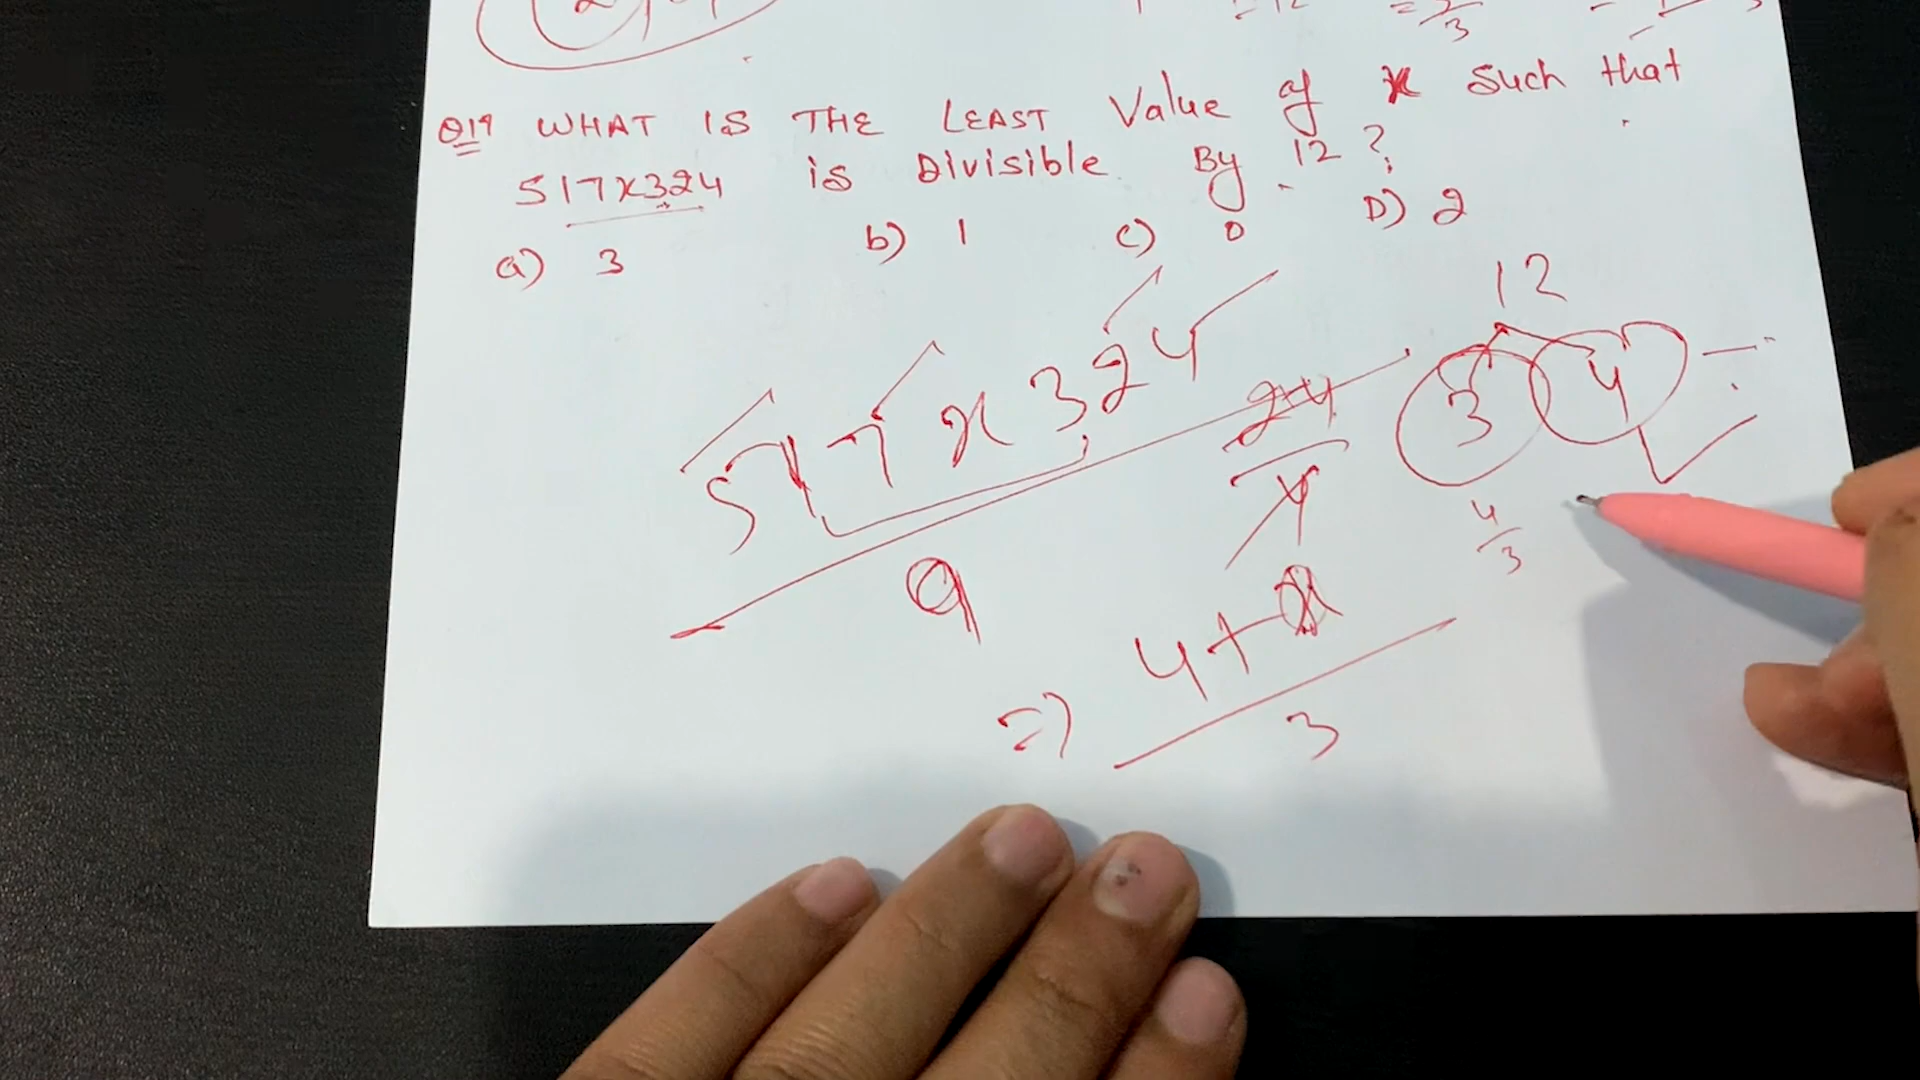 Q19 WHAT IS THE LEAST Value of x Such that
517x324 is Divisible By 12 ?
a) 3 b) 1 c) 0 D) 2
12
517x324
24
4
3 4
4
3
9
4+x
=> 3